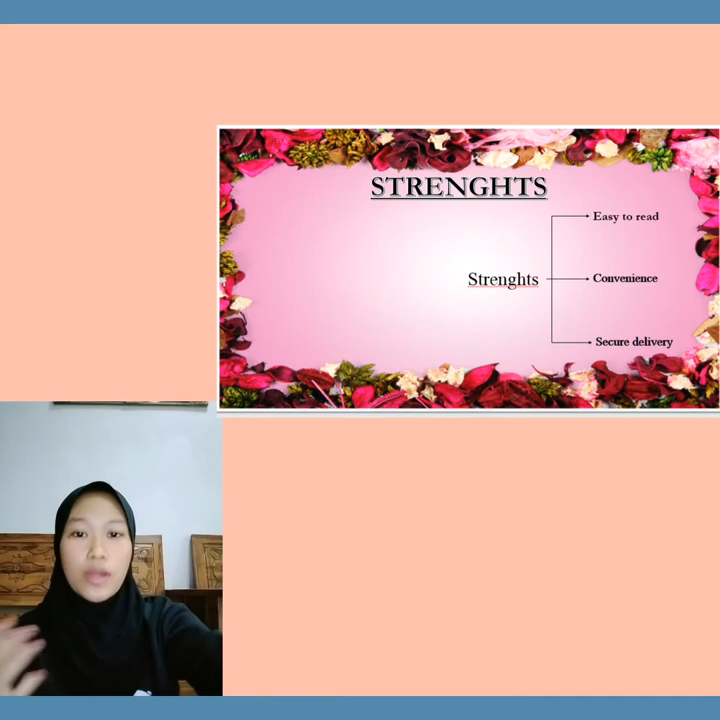 STRENGHTS
Easy to read
Strenghts
Convenience
Secure delivery